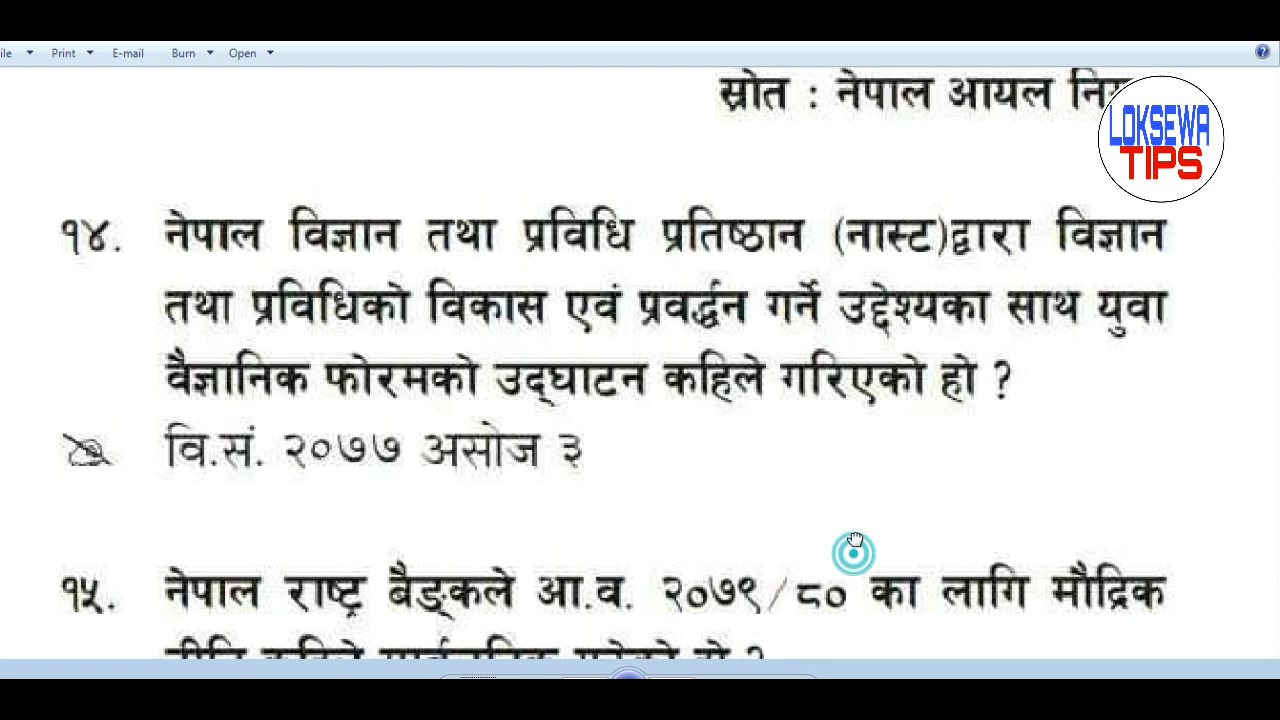 ile Print E-mail Burn Open
स्रोत : नेपाल आयल
LOKSEWA
TIPS
१४. नेपाल विज्ञान तथा प्रविधि प्रतिष्ठान (नास्ट)द्वारा विज्ञान
तथा प्रविधिको विकास एवं प्रवर्द्धन गर्ने उद्देश्यका साथ युवा
वैज्ञानिक फोरमको उद्घाटन कहिले गरिएको हो ?
वि.सं. २०७७ असोज ३
१५. नेपाल राष्ट्र बैङ्कले आ.व. २०७९/८० का लागि मौद्रिक